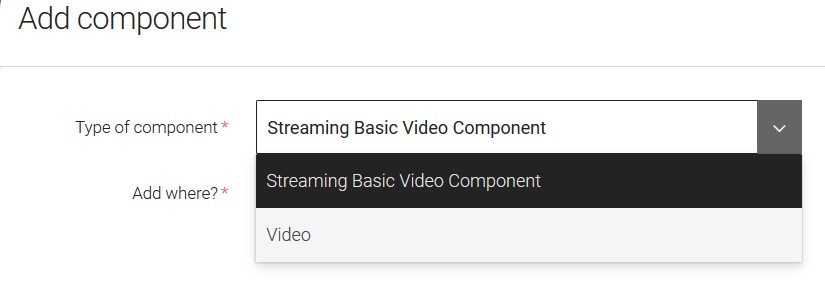 Add component
Type of component *
Streaming Basic Video Component
Streaming Basic Video Component
Add where? *
Video